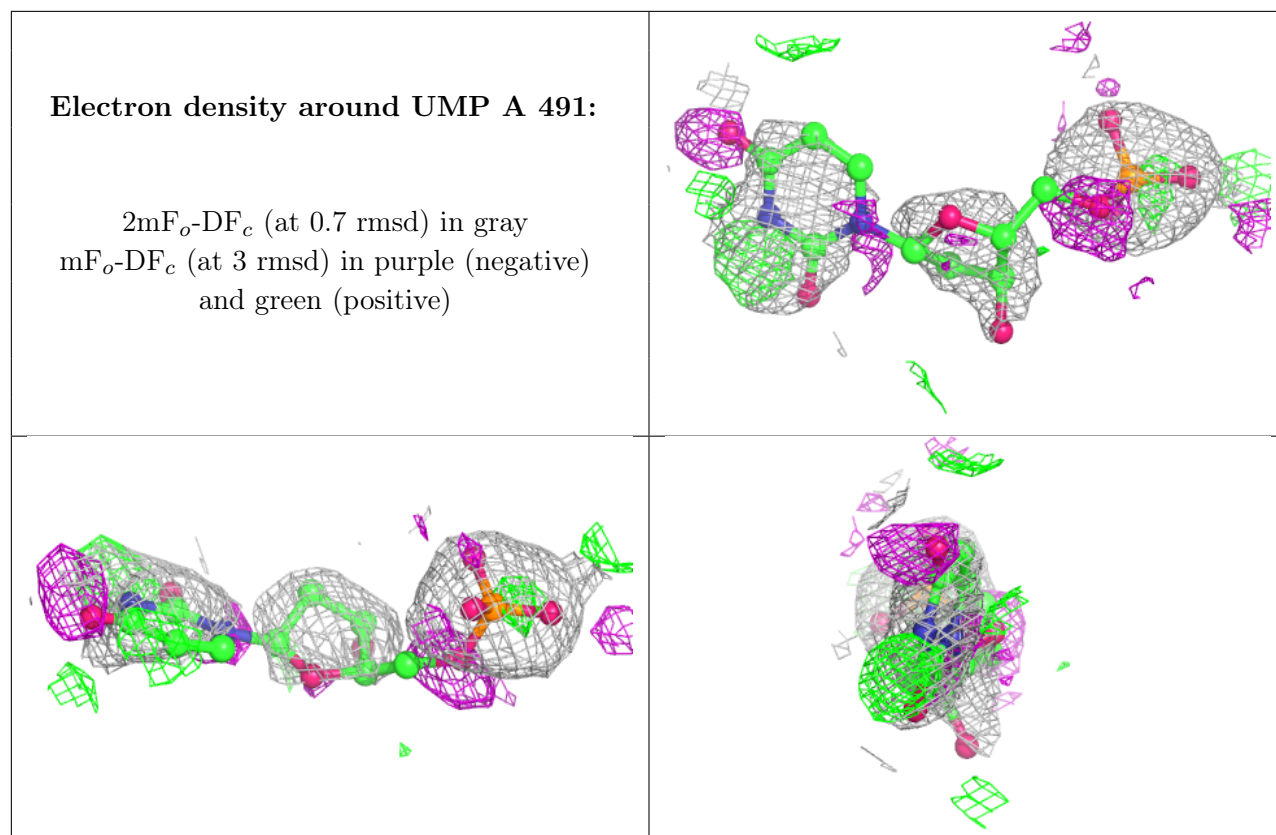 Electron density around UMP A 491:
2mFo-DFc (at 0.7 rmsd) in gray
mFo-DFc (at 3 rmsd) in purple (negative)
and green (positive)